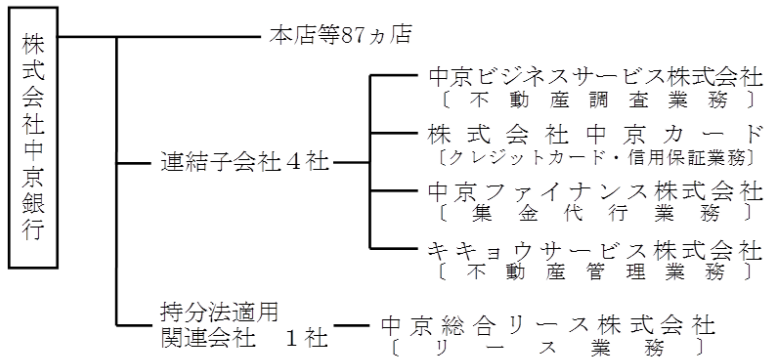 株式会社中京銀行
本店等87ヵ店
連結子会社４社
中京ビジネスサービス株式会社
〔不動産調査業務〕
株式会社中京カード
〔クレジットカード・信用保証業務〕
中京ファイナンス株式会社
〔集金代行業務〕
キキョウサービス株式会社
〔不動産管理業務〕
持分法適用
関連会社　１社
中京総合リース株式会社
〔リース業務〕